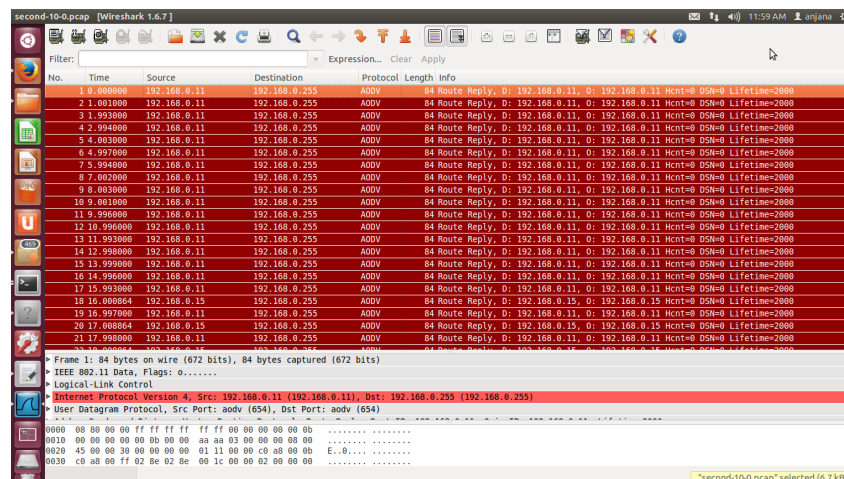 second-10-0.pcap [Wireshark 1.6.7 ]
11:59 AM anjana
Filter:
Expression... Clear Apply
No. Time Source Destination Protocol Length Info
1 0.000000 192.168.0.11 192.168.0.255 AODV 84 Route Reply, D: 192.168.0.11, O: 192.168.0.11 Hcnt=0 DSN=0 Lifetime=2000
2 1.001000 192.168.0.11 192.168.0.255 AODV 84 Route Reply, D: 192.168.0.11, O: 192.168.0.11 Hcnt=0 DSN=0 Lifetime=2000
3 1.993000 192.168.0.11 192.168.0.255 AODV 84 Route Reply, D: 192.168.0.11, O: 192.168.0.11 Hcnt=0 DSN=0 Lifetime=2000
4 2.994000 192.168.0.11 192.168.0.255 AODV 84 Route Reply, D: 192.168.0.11, O: 192.168.0.11 Hcnt=0 DSN=0 Lifetime=2000
5 4.003000 192.168.0.11 192.168.0.255 AODV 84 Route Reply, D: 192.168.0.11, O: 192.168.0.11 Hcnt=0 DSN=0 Lifetime=2000
6 4.997000 192.168.0.11 192.168.0.255 AODV 84 Route Reply, D: 192.168.0.11, O: 192.168.0.11 Hcnt=0 DSN=0 Lifetime=2000
7 5.994000 192.168.0.11 192.168.0.255 AODV 84 Route Reply, D: 192.168.0.11, O: 192.168.0.11 Hcnt=0 DSN=0 Lifetime=2000
8 7.002000 192.168.0.11 192.168.0.255 AODV 84 Route Reply, D: 192.168.0.11, O: 192.168.0.11 Hcnt=0 DSN=0 Lifetime=2000
9 8.003000 192.168.0.11 192.168.0.255 AODV 84 Route Reply, D: 192.168.0.11, O: 192.168.0.11 Hcnt=0 DSN=0 Lifetime=2000
10 9.001000 192.168.0.11 192.168.0.255 AODV 84 Route Reply, D: 192.168.0.11, O: 192.168.0.11 Hcnt=0 DSN=0 Lifetime=2000
11 9.996000 192.168.0.11 192.168.0.255 AODV 84 Route Reply, D: 192.168.0.11, O: 192.168.0.11 Hcnt=0 DSN=0 Lifetime=2000
12 10.996000 192.168.0.11 192.168.0.255 AODV 84 Route Reply, D: 192.168.0.11, O: 192.168.0.11 Hcnt=0 DSN=0 Lifetime=2000
13 11.993000 192.168.0.11 192.168.0.255 AODV 84 Route Reply, D: 192.168.0.11, O: 192.168.0.11 Hcnt=0 DSN=0 Lifetime=2000
14 12.998000 192.168.0.11 192.168.0.255 AODV 84 Route Reply, D: 192.168.0.11, O: 192.168.0.11 Hcnt=0 DSN=0 Lifetime=2000
15 13.999000 192.168.0.11 192.168.0.255 AODV 84 Route Reply, D: 192.168.0.11, O: 192.168.0.11 Hcnt=0 DSN=0 Lifetime=2000
16 14.996000 192.168.0.11 192.168.0.255 AODV 84 Route Reply, D: 192.168.0.11, O: 192.168.0.11 Hcnt=0 DSN=0 Lifetime=2000
17 15.993000 192.168.0.11 192.168.0.255 AODV 84 Route Reply, D: 192.168.0.11, O: 192.168.0.11 Hcnt=0 DSN=0 Lifetime=2000
18 16.000864 192.168.0.15 192.168.0.255 AODV 84 Route Reply, D: 192.168.0.15, O: 192.168.0.15 Hcnt=0 DSN=0 Lifetime=2000
19 16.997000 192.168.0.11 192.168.0.255 AODV 84 Route Reply, D: 192.168.0.11, O: 192.168.0.11 Hcnt=0 DSN=0 Lifetime=2000
20 17.008864 192.168.0.15 192.168.0.255 AODV 84 Route Reply, D: 192.168.0.15, O: 192.168.0.15 Hcnt=0 DSN=0 Lifetime=2000
21 17.998000 192.168.0.11 192.168.0.255 AODV 84 Route Reply, D: 192.168.0.11, O: 192.168.0.11 Hcnt=0 DSN=0 Lifetime=2000
Frame 1: 84 bytes on wire (672 bits), 84 bytes captured (672 bits)
IEEE 802.11 Data, Flags: o.......
Logical-Link Control
Internet Protocol Version 4, Src: 192.168.0.11 (192.168.0.11), Dst: 192.168.0.255 (192.168.0.255)
User Datagram Protocol, Src Port: aodv (654), Dst Port: aodv (654)
0000 08 80 00 00 ff ff ff ff ff ff 00 00 00 00 00 0b ........ ........
0010 00 00 00 00 00 0b 00 00 aa aa 03 00 00 00 08 00 ........ ........
0020 45 00 00 30 00 00 00 00 01 11 00 00 c0 a8 00 0b E..0.... ........
0030 c0 a8 00 ff 02 8e 02 8e 00 1c 00 00 02 00 00 00 ........ ........
"second-10-0.pcap" selected (6.7 kB
469